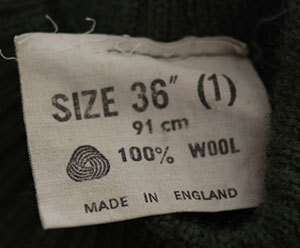 SIZE 36" (1)
91 cm
100% WOOL
MADE IN ENGLAND